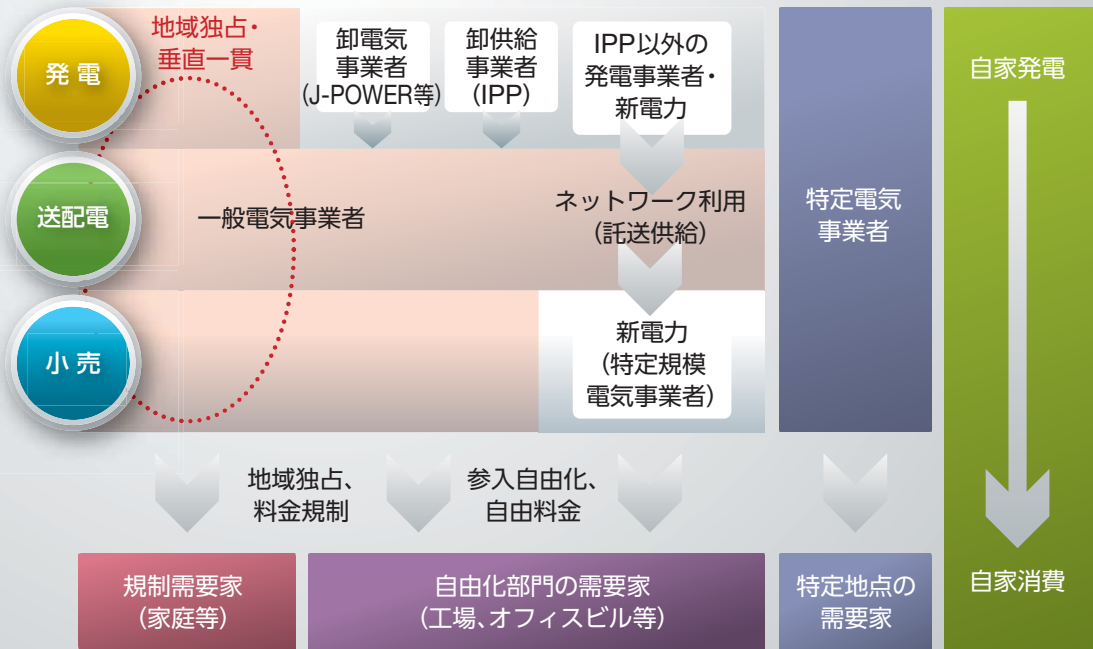 発電
地域独占・
垂直一貫
卸電気
事業者
(J-POWER等)
卸供給
事業者
(IPP)
IPP以外の
発電事業者・
新電力
自家発電
送配電
一般電気事業者
ネットワーク利用
(託送供給)
特定電気
事業者
小売
新電力
(特定規模
電気事業者)
地域独占、
料金規制
参入自由化、
自由料金
規制需要家
(家庭等)
自由化部門の需要家
(工場、オフィスビル等)
特定地点の
需要家
自家消費